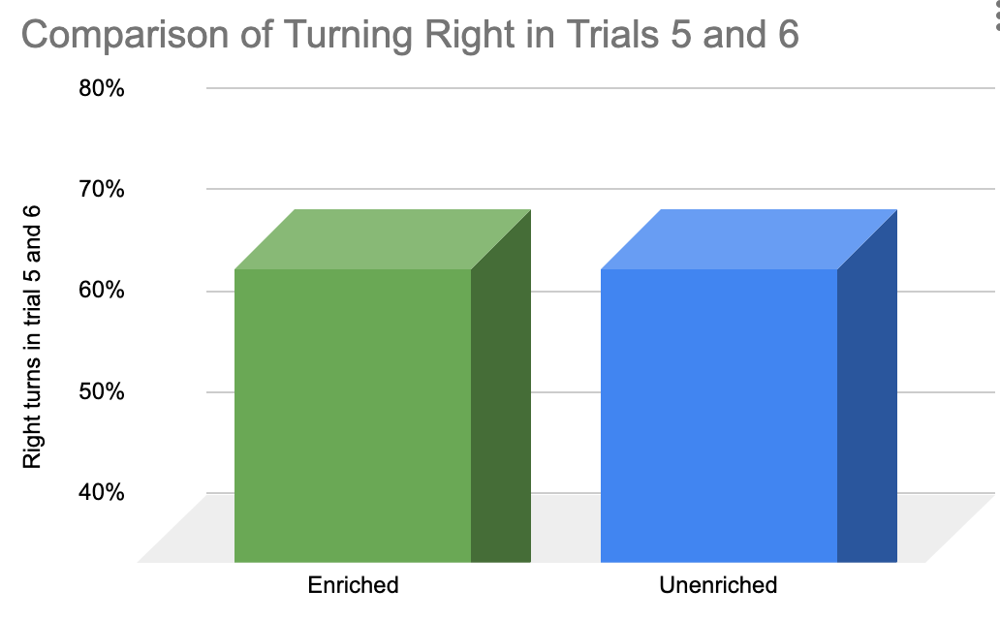 Comparison of Turning Right in Trials 5 and 6
80%
70%
60%
50%
40%
Right turns in trial 5 and 6
Enriched
Unenriched